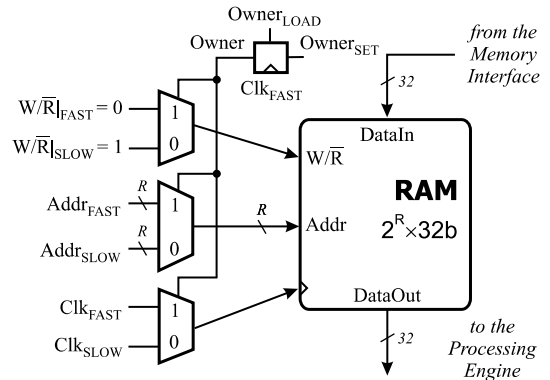 Owner_LOAD
Owner
Owner_SET
Clk_FAST
from the
Memory
Interface
32
W/R̅|_FAST = 0
1
W/R̅|_SLOW = 1
0
DataIn
W/R̅
RAM
Addr_FAST
R
1
Addr_SLOW
R
0
R
Addr
2^R×32b
Clk_FAST
1
Clk_SLOW
0
DataOut
32
to the
Processing
Engine